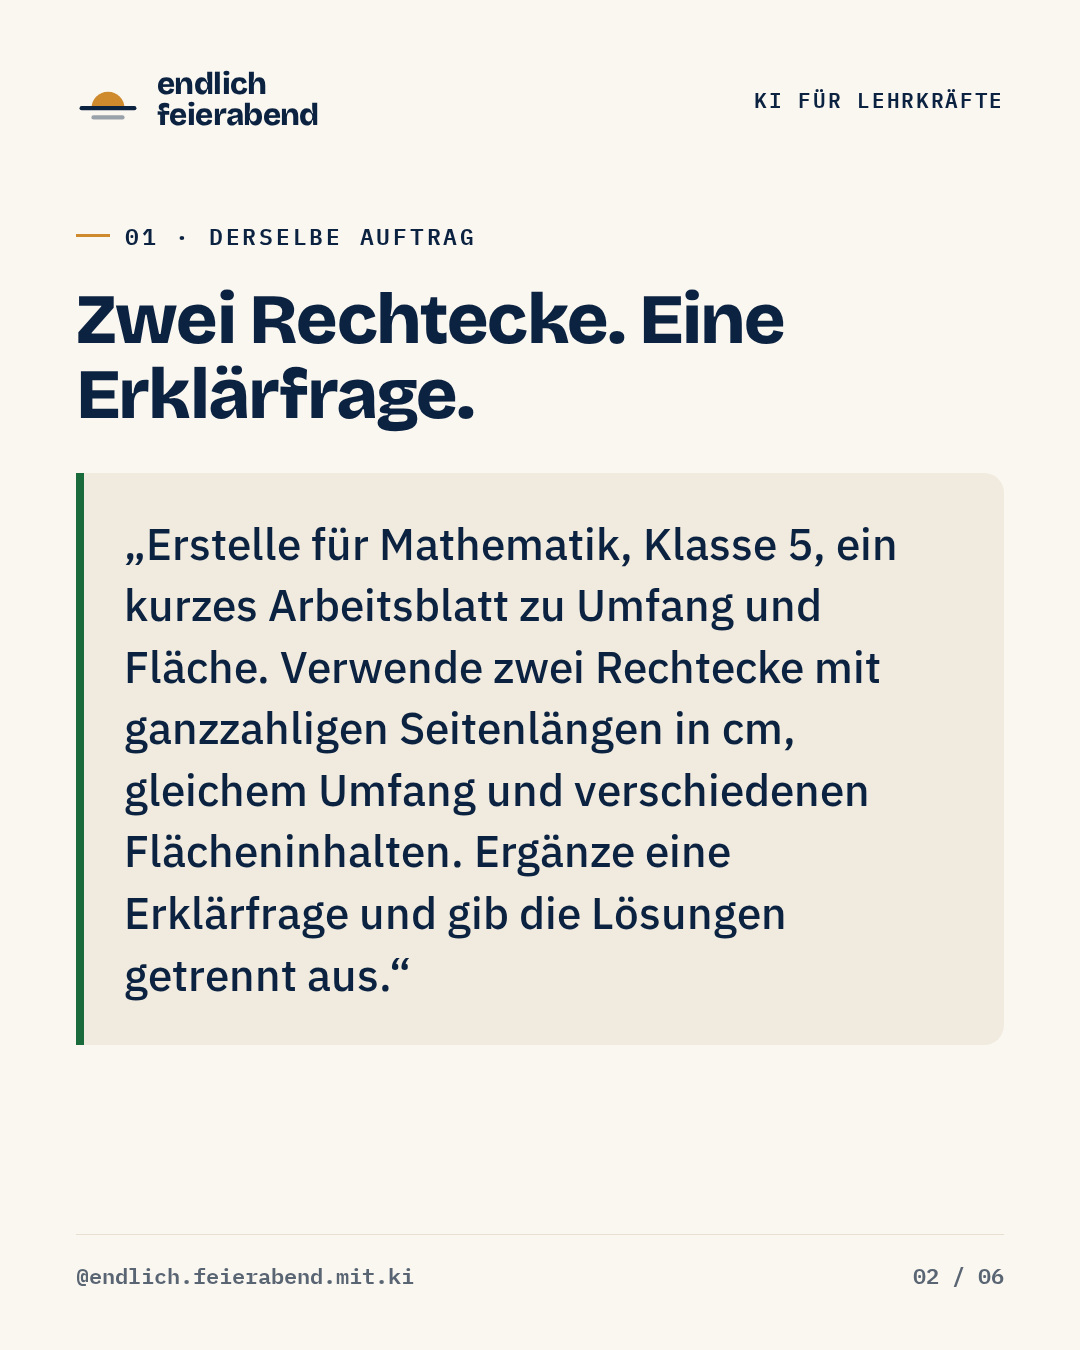 endlich
feierabend
KI FÜR LEHRKRÄFTE
01 · DERSELBE AUFTRAG
Zwei Rechtecke. Eine
Erklärfrage.
„Erstelle für Mathematik, Klasse 5, ein
kurzes Arbeitsblatt zu Umfang und
Fläche. Verwende zwei Rechtecke mit
ganzzahligen Seitenlängen in cm,
gleichem Umfang und verschiedenen
Flächeninhalten. Ergänze eine
Erklärfrage und gib die Lösungen
getrennt aus.“
@endlich.feierabend.mit.ki
02 / 06